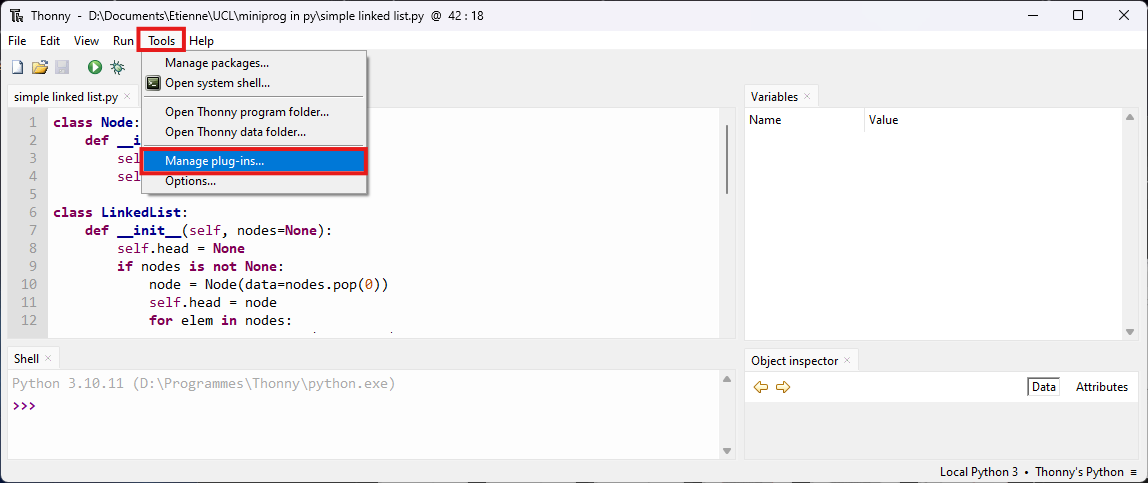 Thonny - D:\Documents\Etienne\UCL\miniprog in py\simple linked list.py @ 42 : 18
File Edit View Run Tools Help
Manage packages...
Open system shell...
Open Thonny program folder...
Open Thonny data folder...
Manage plug-ins...
Options...
simple linked list.py ×
1 class Node:
2 def __i
3 sel
4 sel
5
6 class LinkedList:
7 def __init__(self, nodes=None):
8 self.head = None
9 if nodes is not None:
10 node = Node(data=nodes.pop(0))
11 self.head = node
12 for elem in nodes:
Variables ×
Name Value
Shell ×
Python 3.10.11 (D:\Programmes\Thonny\python.exe)
>>>
Object inspector ×
Data Attributes
Local Python 3 • Thonny's Python ≡